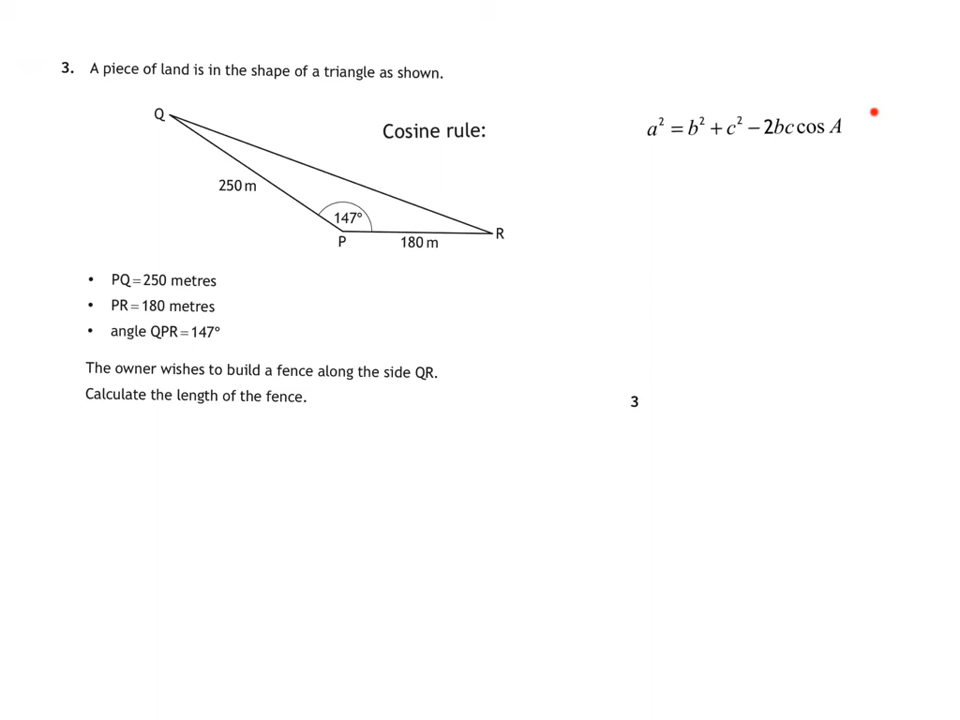 3. A piece of land is in the shape of a triangle as shown.
Q
Cosine rule: a² = b² + c² − 2bc cos A
250 m
147°
P 180 m R
• PQ = 250 metres
• PR = 180 metres
• angle QPR = 147°
The owner wishes to build a fence along the side QR.
Calculate the length of the fence. 3